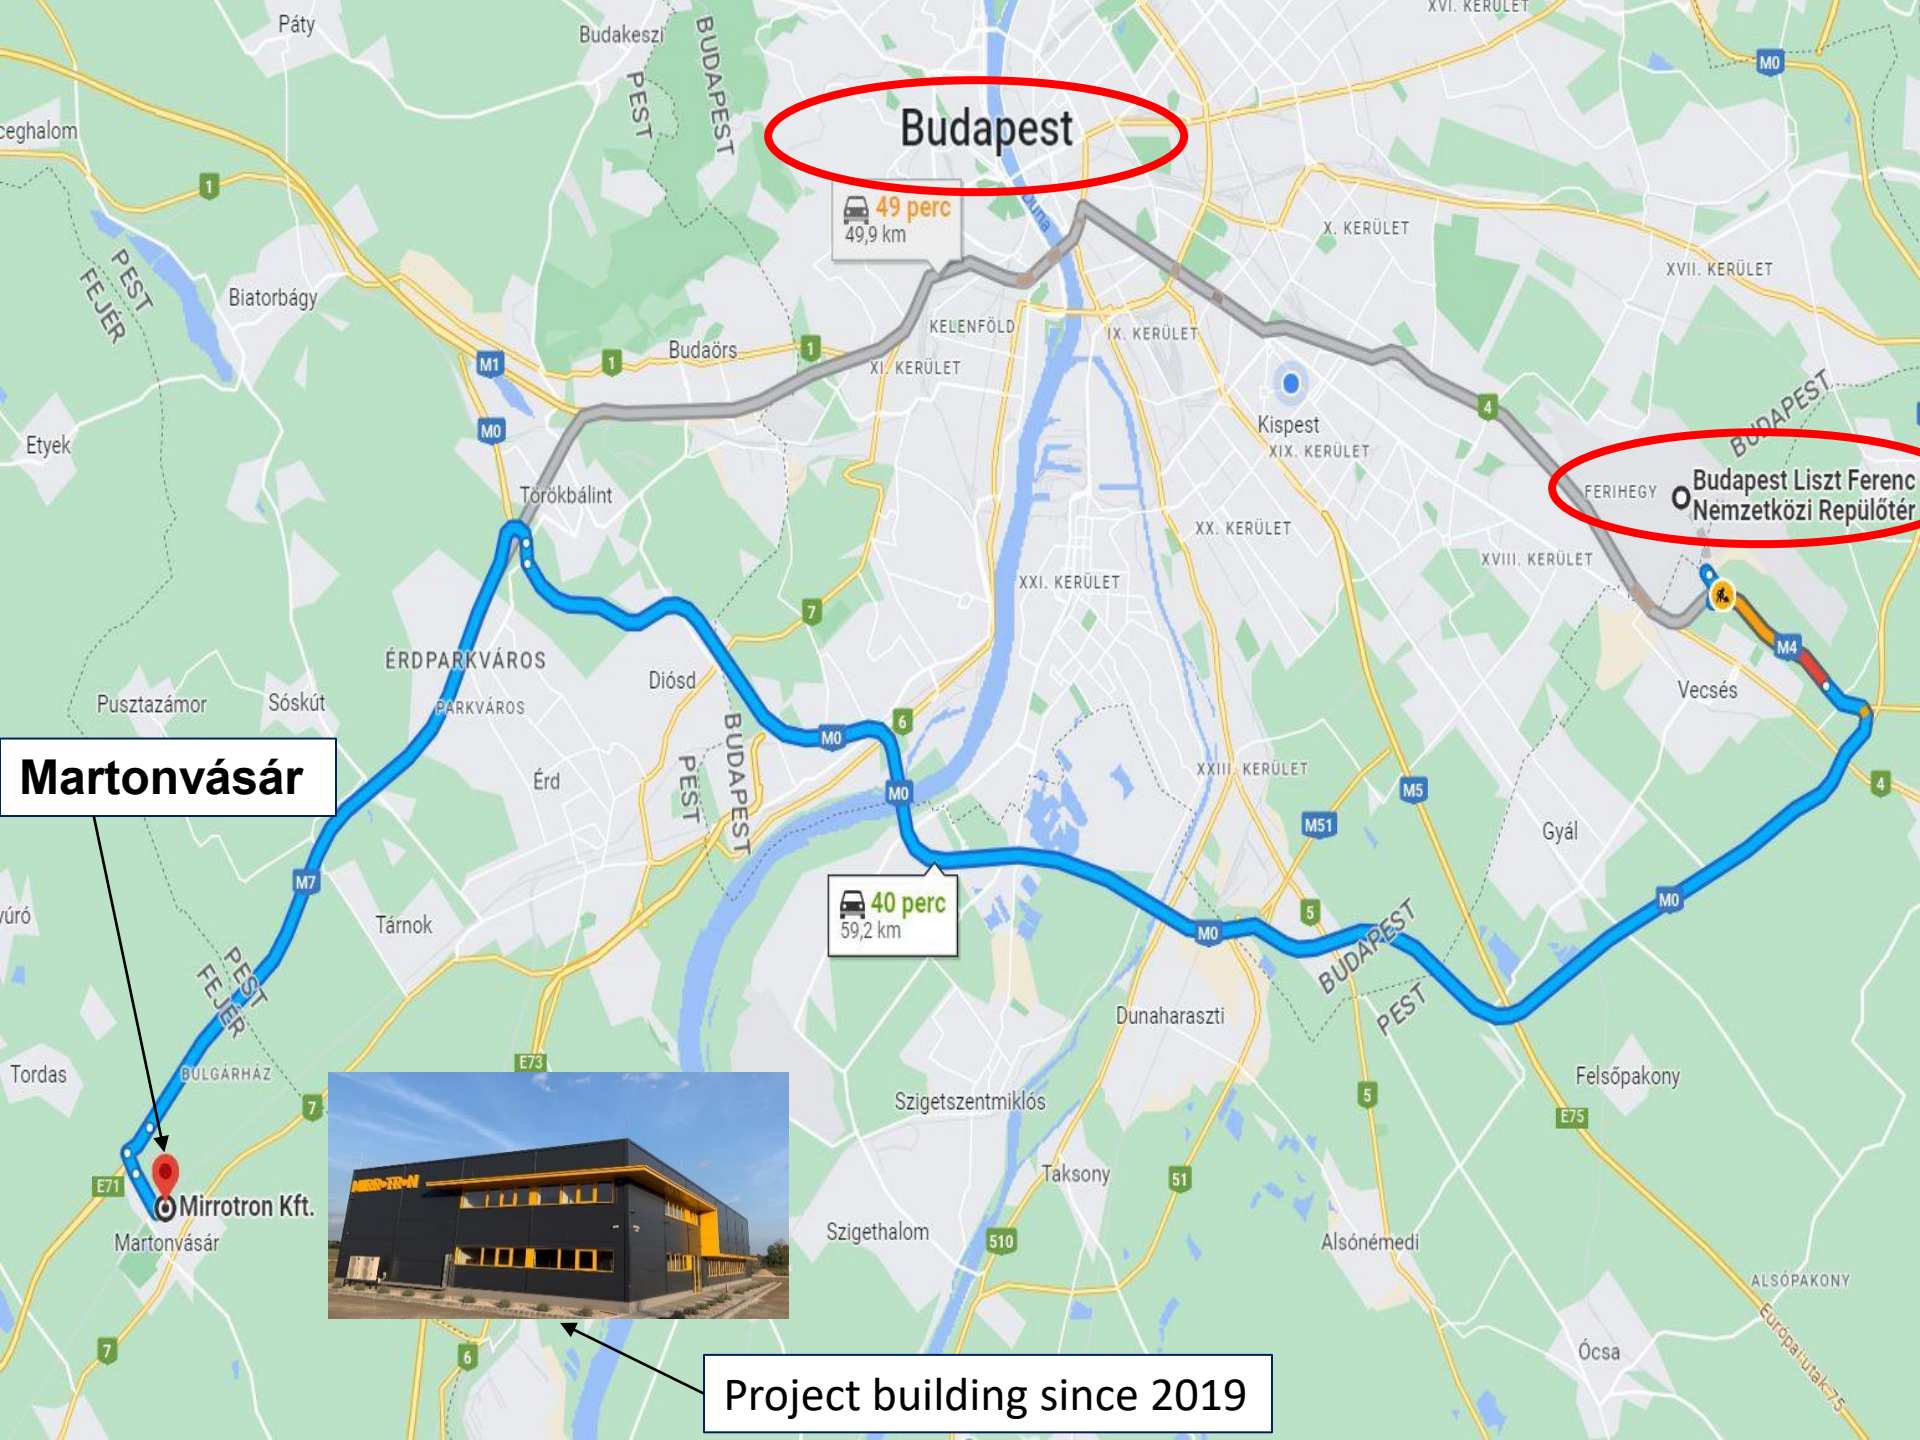 Páty
Budakeszi
BUDAPEST
PEST
XVI. KERÜLET
M0
ceghalom
Budapest
1
49 perc
49,9 km
Duna
X. KERÜLET
XVII. KERÜLET
PEST
FEJÉR
Biatorbágy
KELENFÖLD
IX. KERÜLET
Budaörs
1
1
M1
XI. KERÜLET
Kispest
XIX. KERÜLET
4
BUDAPEST
M0
Etyek
Törökbálint
FERIHEGY
Budapest Liszt Ferenc
Nemzetközi Repülőtér
XX. KERÜLET
XVIII. KERÜLET
XXI. KERÜLET
7
ÉRDPARKVÁROS
M4
Diósd
Vecsés
Pusztazámor
Sóskút
PARKVÁROS
6
M0
BUDAPEST
PEST
Martonvásár
Érd
XXIII. KERÜLET
M0
M5
4
M51
Gyál
M7
40 perc
59,2 km
Tárnok
5
M0
M0
BUDAPEST
PEST
PEST
FEJÉR
Dunaharaszti
E73
Tordas
BULGÁRHÁZ
7
Szigetszentmiklós
5
Felsőpakony
E75
Taksony
51
E71
MIRROTRON
Mirrotron Kft.
Martonvásár
Szigethalom
510
Alsónémedi
ALSÓPAKONY
7
6
Európai utak 75
Ócsa
Project building since 2019